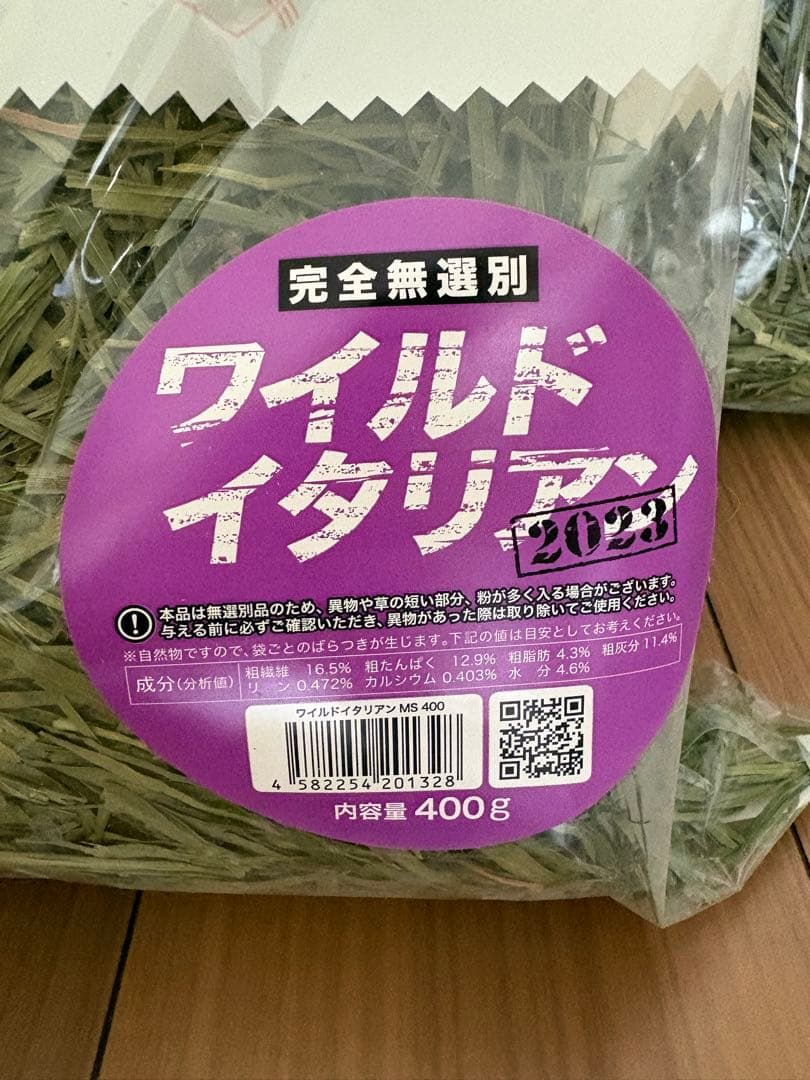 完全無選別
ワイルド
イタリアン
2023
本品は無選別品のため、異物や草の短い部分、粉が多く入る場合がございます。
与える前に必ずご確認いただき、異物があった際は取り除いてご使用ください。
※自然物ですので、袋ごとのばらつきが生じます。下記の値は目安としてお考えください。
成分(分析値) 粗繊維 16.5% 粗たんぱく 12.9% 粗脂肪 4.3% 粗灰分 11.4%
リン 0.472% カルシウム 0.403% 水分 4.6%
ワイルドイタリアン MS 400
4 582254 201328
内容量 400g